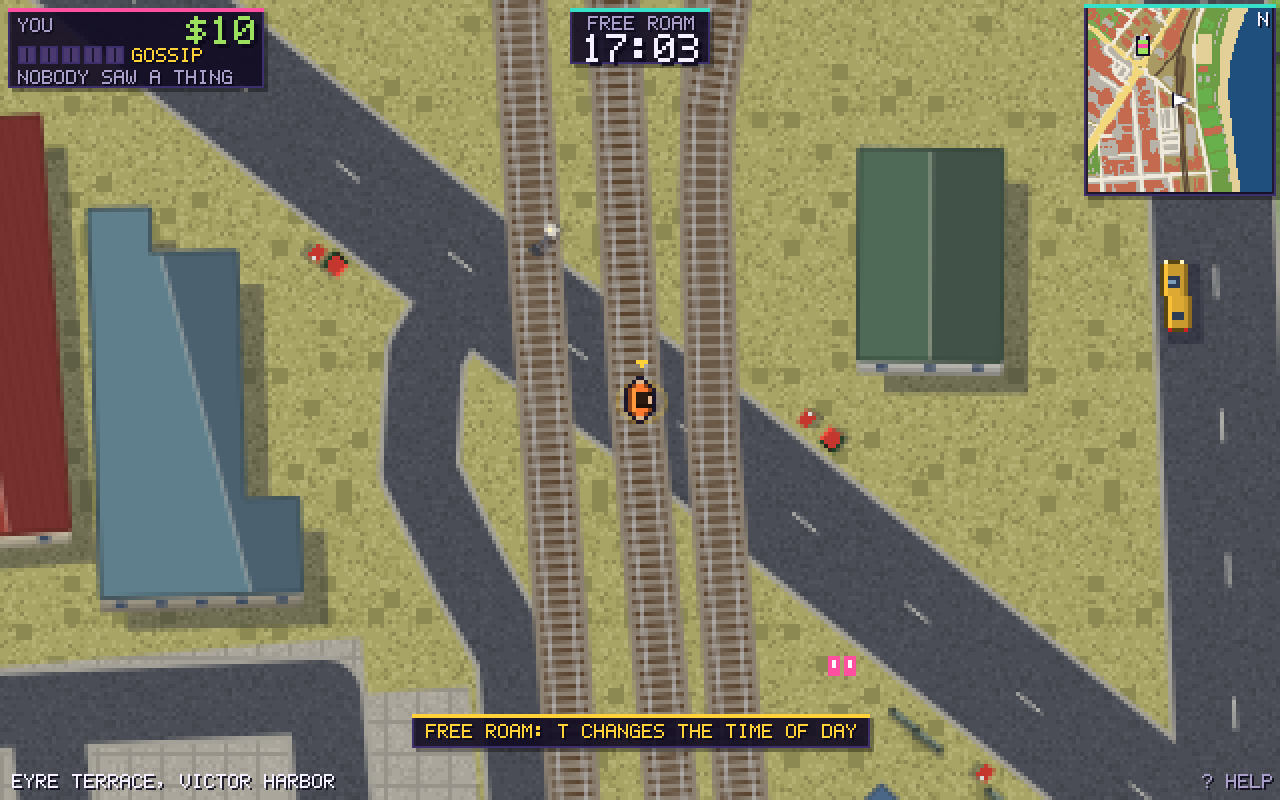 YOU $10
GOSSIP
NOBODY SAW A THING
FREE ROAM
17:03
N
FREE ROAM: T CHANGES THE TIME OF DAY
EYRE TERRACE, VICTOR HARBOR
? HELP